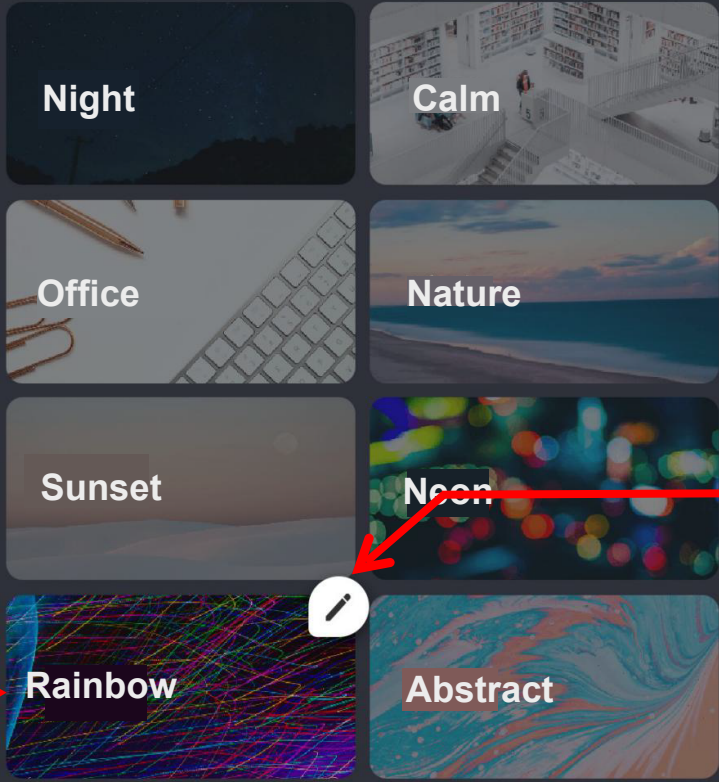 Night
Calm
Office
Nature
Sunset
Neon
Rainbow
Abstract